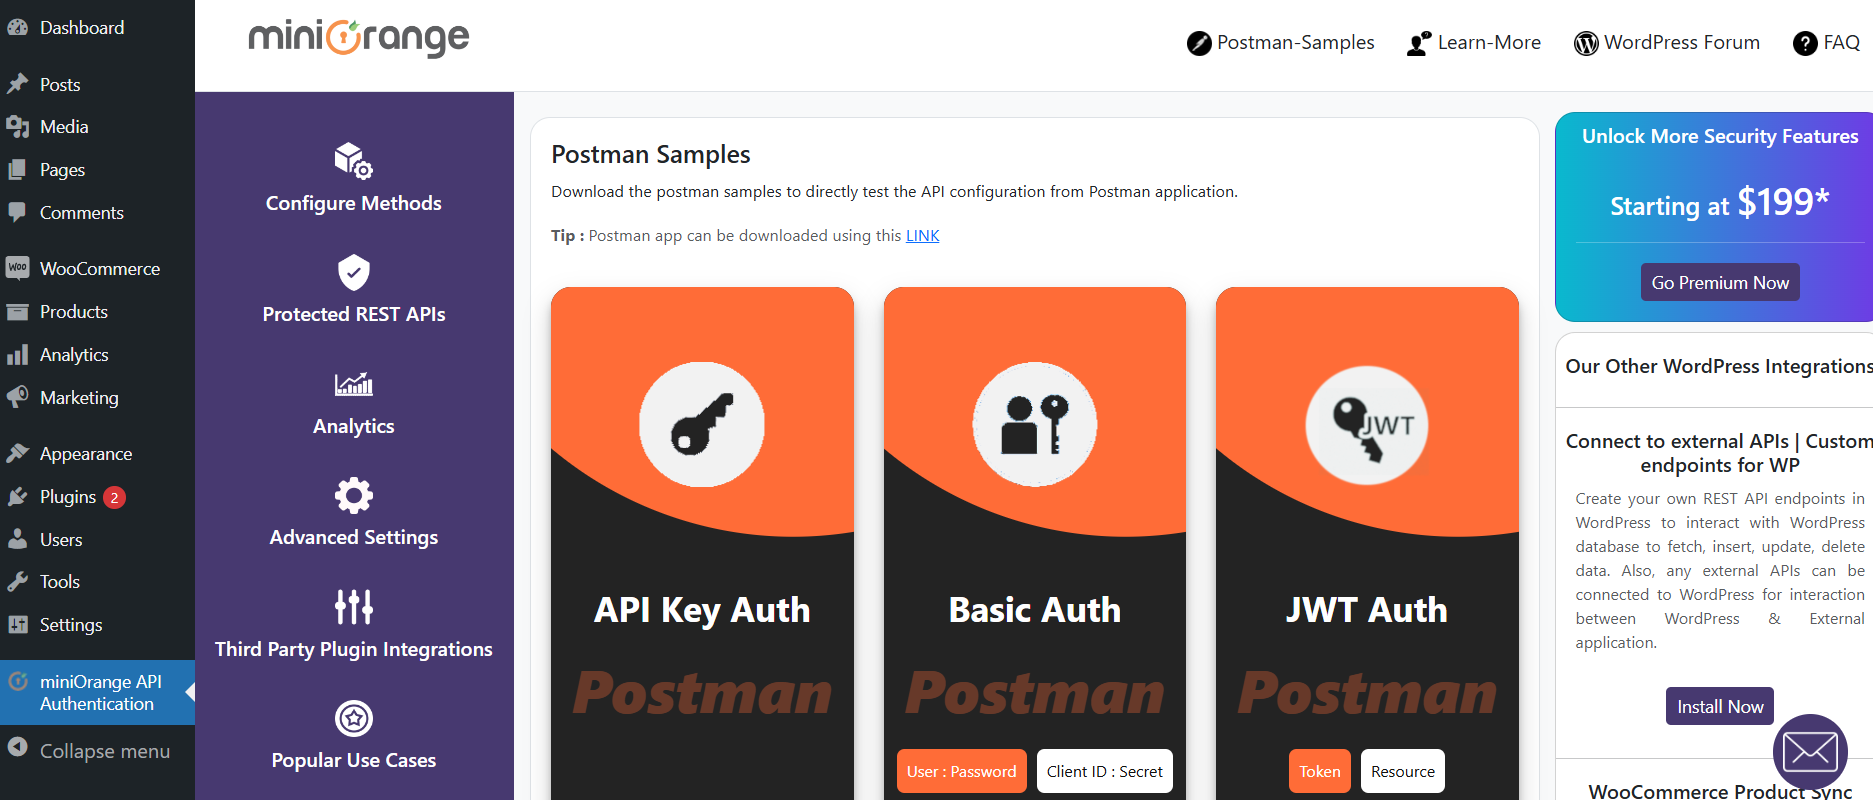 Dashboard
Posts
Media
Pages
Comments
WOO WooCommerce
Products
Analytics
Marketing
Appearance
Plugins 2
Users
Tools
Settings
miniOrange API
Authentication
Collapse menu
miniOrange
Postman-Samples
Learn-More
WordPress Forum
? FAQ
Configure Methods
Protected REST APIs
Analytics
Advanced Settings
Third Party Plugin Integrations
Popular Use Cases
Postman Samples
Download the postman samples to directly test the API configuration from Postman application.
Tip : Postman app can be downloaded using this LINK
API Key Auth
Postman
Basic Auth
Postman
User : Password
Client ID : Secret
JWT
JWT Auth
Postman
Token
Resource
Unlock More Security Features
Starting at $199*
Go Premium Now
Our Other WordPress Integrations
Connect to external APIs | Custom
endpoints for WP
Create your own REST API endpoints in
WordPress to interact with WordPress
database to fetch, insert, update, delete
data. Also, any external APIs can be
connected to WordPress for interaction
between WordPress & External
application.
Install Now
WooCommerce Product Sync